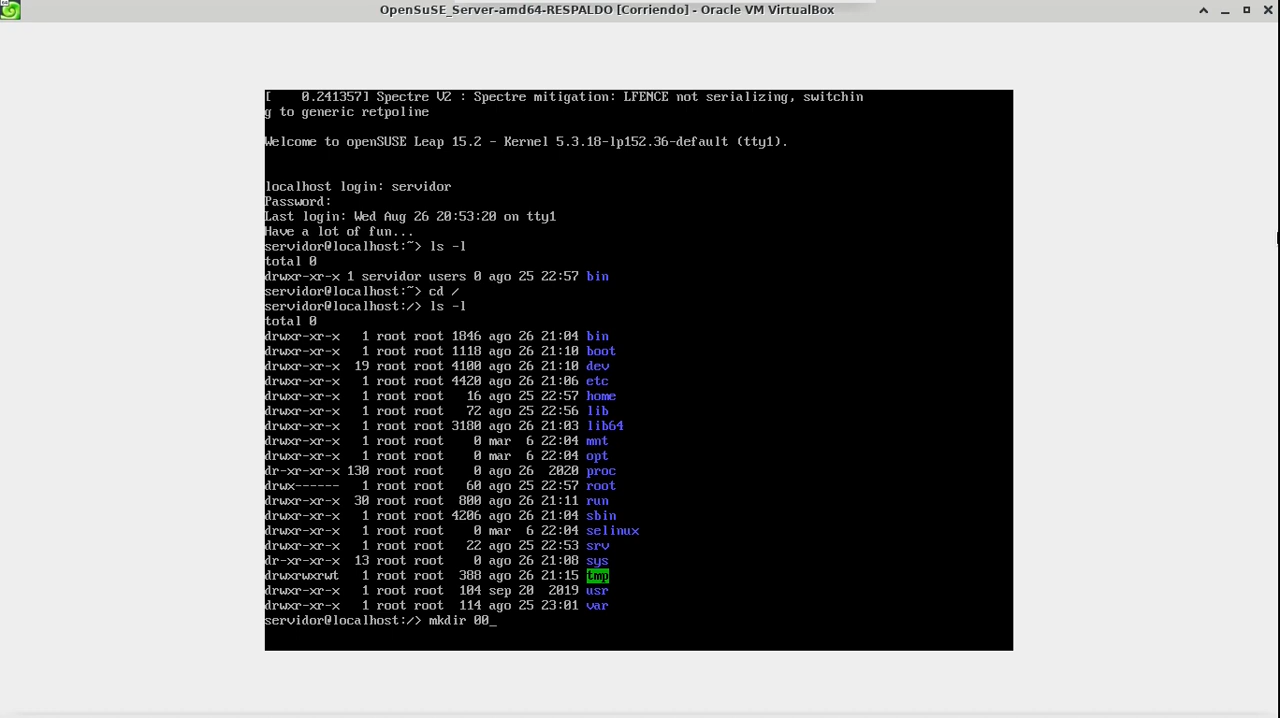 OpenSuSE_Server-amd64-RESPALDO [Corriendo] - Oracle VM VirtualBox
[    0.241357] Spectre V2 : Spectre mitigation: LFENCE not serializing, switchin
g to generic retpoline
Welcome to openSUSE Leap 15.2 - Kernel 5.3.18-lp152.36-default (tty1).
localhost login: servidor
Password:
Last login: Wed Aug 26 20:53:20 on tty1
Have a lot of fun...
servidor@localhost:~> ls -l
total 0
drwxr-xr-x 1 servidor users 0 ago 25 22:57 bin
servidor@localhost:~> cd /
servidor@localhost:/> ls -l
total 0
drwxr-xr-x   1 root root 1846 ago 26 21:04 bin
drwxr-xr-x   1 root root 1118 ago 26 21:10 boot
drwxr-xr-x  19 root root 4100 ago 26 21:10 dev
drwxr-xr-x   1 root root 4420 ago 26 21:06 etc
drwxr-xr-x   1 root root   16 ago 25 22:57 home
drwxr-xr-x   1 root root   72 ago 25 22:56 lib
drwxr-xr-x   1 root root 3180 ago 26 21:03 lib64
drwxr-xr-x   1 root root    0 mar  6 22:04 mnt
drwxr-xr-x   1 root root    0 mar  6 22:04 opt
dr-xr-xr-x 130 root root    0 ago 26  2020 proc
drwx------   1 root root   60 ago 25 22:57 root
drwxr-xr-x  30 root root  800 ago 26 21:11 run
drwxr-xr-x   1 root root 4206 ago 26 21:04 sbin
drwxr-xr-x   1 root root    0 mar  6 22:04 selinux
drwxr-xr-x   1 root root   22 ago 25 22:53 srv
dr-xr-xr-x  13 root root    0 ago 26 21:08 sys
drwxrwxrwt   1 root root  388 ago 26 21:15 tmp
drwxr-xr-x   1 root root  104 sep 20  2019 usr
drwxr-xr-x   1 root root  114 ago 25 23:01 var
servidor@localhost:/> mkdir 00_